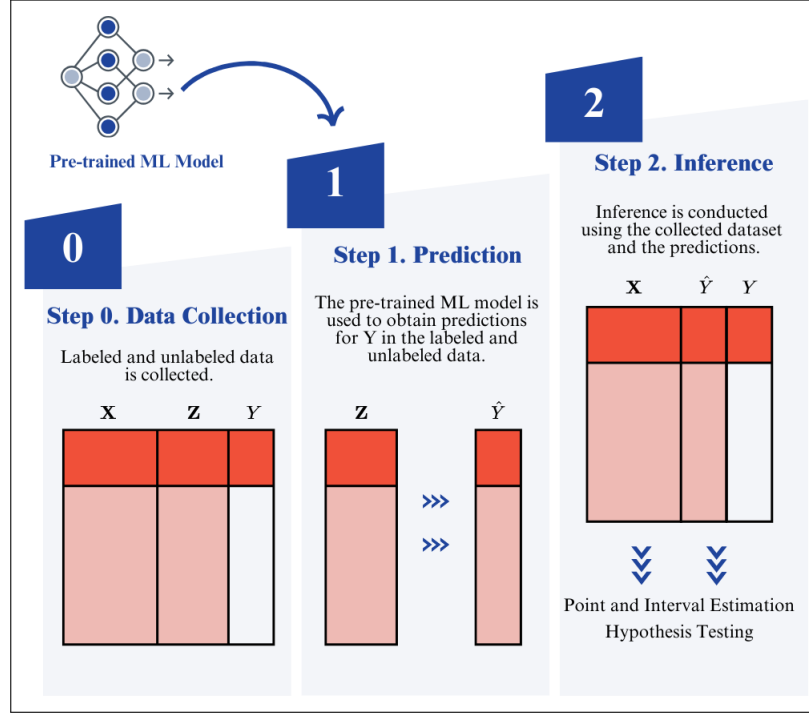 Pre-trained ML Model
0
Step 0. Data Collection
Labeled and unlabeled data
is collected.
X Z Y
1
Step 1. Prediction
The pre-trained ML model is
used to obtain predictions
for Y in the labeled and
unlabeled data.
Z Ŷ
2
Step 2. Inference
Inference is conducted
using the collected dataset
and the predictions.
X Ŷ Y
Point and Interval Estimation
Hypothesis Testing